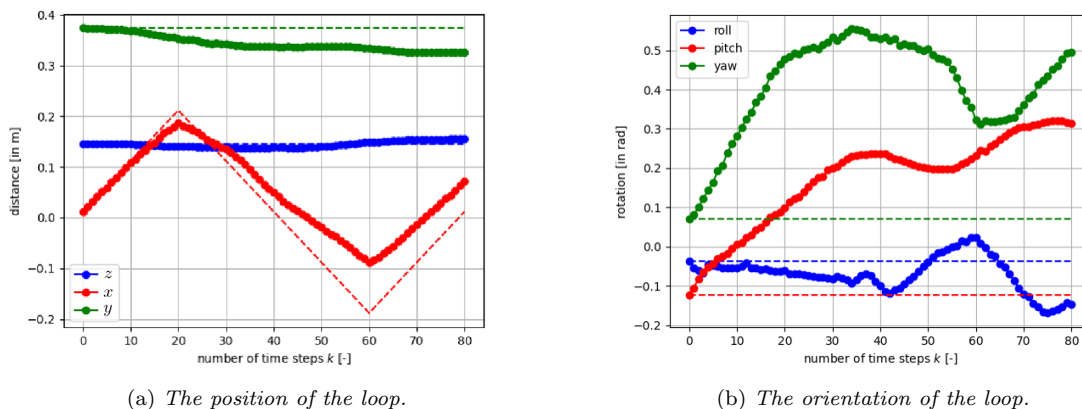 0.4
0.3
0.2
0.1
0.0
−0.1
−0.2
distance [in m]
z
x
y
0 10 20 30 40 50 60 70 80
number of time steps k [-]
(a) The position of the loop.
roll
pitch
yaw
0.5
0.4
0.3
0.2
0.1
0.0
−0.1
−0.2
rotation [in rad]
0 10 20 30 40 50 60 70 80
number of time steps k [-]
(b) The orientation of the loop.